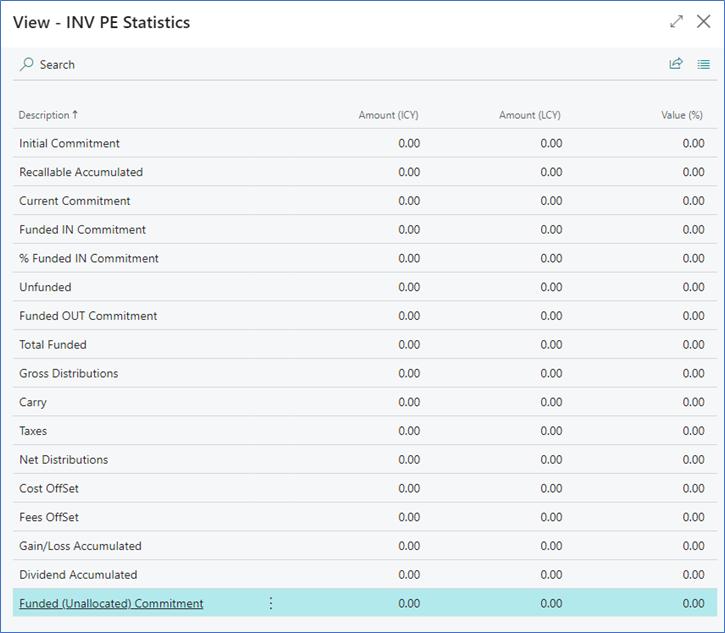 View - INV PE Statistics
Search
Description ↑ Amount (ICY) Amount (LCY) Value (%)
Initial Commitment 0.00 0.00 0.00
Recallable Accumulated 0.00 0.00 0.00
Current Commitment 0.00 0.00 0.00
Funded IN Commitment 0.00 0.00 0.00
% Funded IN Commitment 0.00 0.00 0.00
Unfunded 0.00 0.00 0.00
Funded OUT Commitment 0.00 0.00 0.00
Total Funded 0.00 0.00 0.00
Gross Distributions 0.00 0.00 0.00
Carry 0.00 0.00 0.00
Taxes 0.00 0.00 0.00
Net Distributions 0.00 0.00 0.00
Cost OffSet 0.00 0.00 0.00
Fees OffSet 0.00 0.00 0.00
Gain/Loss Accumulated 0.00 0.00 0.00
Dividend Accumulated 0.00 0.00 0.00
Funded (Unallocated) Commitment 0.00 0.00 0.00